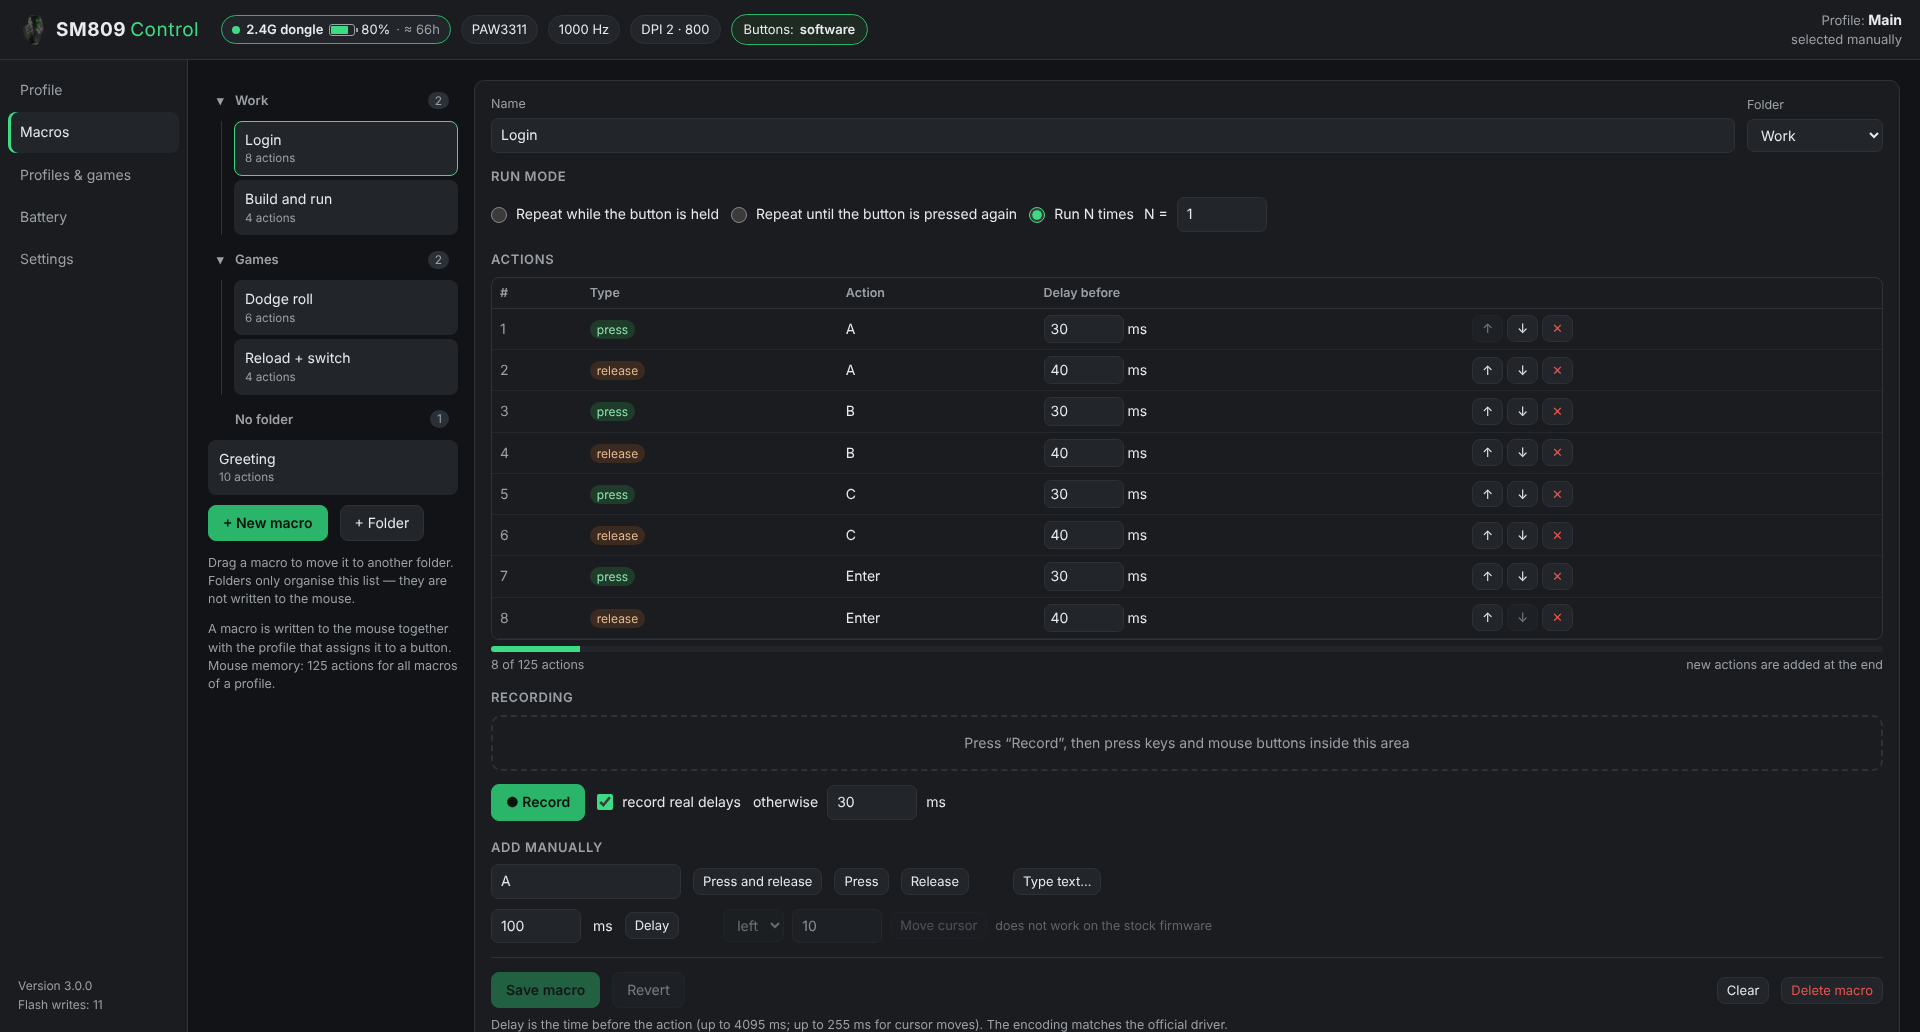 SM809 Control
2.4G dongle 80% · ≈ 66h
PAW3311
1000 Hz
DPI 2 · 800
Buttons: software
Profile: Main
selected manually
Profile
Macros
Profiles & games
Battery
Settings
Version 3.0.0
Flash writes: 11
▼ Work 2
Login
8 actions
Build and run
4 actions
▼ Games 2
Dodge roll
6 actions
Reload + switch
4 actions
No folder 1
Greeting
10 actions
+ New macro
+ Folder
Drag a macro to move it to another folder.
Folders only organise this list — they are
not written to the mouse.
A macro is written to the mouse together
with the profile that assigns it to a button.
Mouse memory: 125 actions for all macros
of a profile.
Name
Login
Folder
Work
RUN MODE
Repeat while the button is held
Repeat until the button is pressed again
Run N times N = 1
ACTIONS
# Type Action Delay before
1 press A 30 ms ↑ ↓ ×
2 release A 40 ms ↑ ↓ ×
3 press B 30 ms ↑ ↓ ×
4 release B 40 ms ↑ ↓ ×
5 press C 30 ms ↑ ↓ ×
6 release C 40 ms ↑ ↓ ×
7 press Enter 30 ms ↑ ↓ ×
8 release Enter 40 ms ↑ ↓ ×
8 of 125 actions
new actions are added at the end
RECORDING
Press “Record”, then press keys and mouse buttons inside this area
● Record
record real delays otherwise 30 ms
ADD MANUALLY
A Press and release Press Release Type text...
100 ms Delay left 10 Move cursor does not work on the stock firmware
Save macro Revert Clear Delete macro
Delay is the time before the action (up to 4095 ms; up to 255 ms for cursor moves). The encoding matches the official driver.